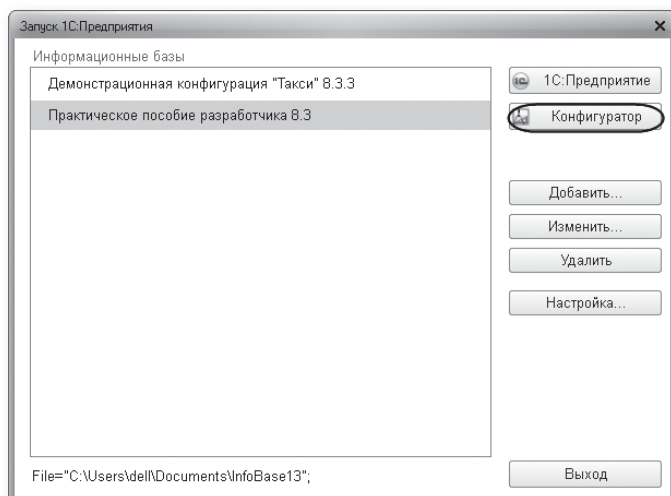 Запуск 1С:Предприятия
Информационные базы
Демонстрационная конфигурация "Такси" 8.3.3
Практическое пособие разработчика 8.3
1С:Предприятие
Конфигуратор
Добавить...
Изменить...
Удалить
Настройка...
File="C:\Users\dell\Documents\InfoBase13";
Выход